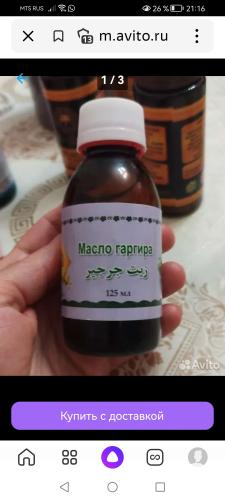 MTS RUS
26 %
21:16
13
m.avito.ru
1 / 3
Масло гаргира
زيت جرجير
125 мл
Avito
Купить с доставкой